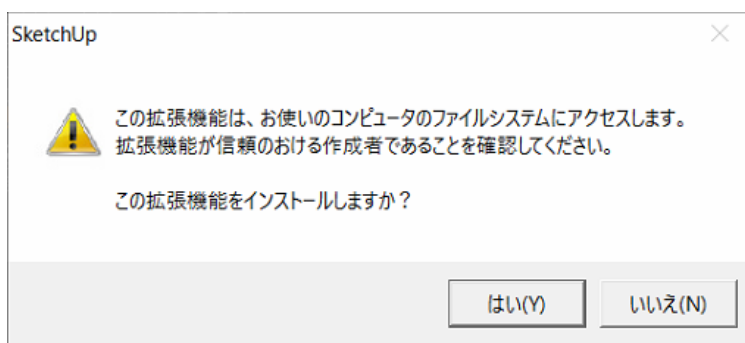 SketchUp
この拡張機能は、お使いのコンピュータのファイルシステムにアクセスします。
拡張機能が信頼のおける作成者であることを確認してください。
この拡張機能をインストールしますか？
はい(Y)
いいえ(N)